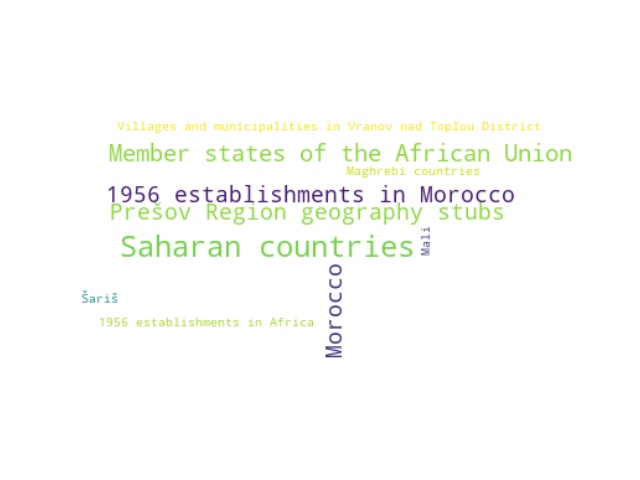 Villages and municipalities in Vranov nad Topľou District
Member states of the African Union
Maghrebi countries
1956 establishments in Morocco
Prešov Region geography stubs
Saharan countries
Mali
Morocco
Šariš
1956 establishments in Africa